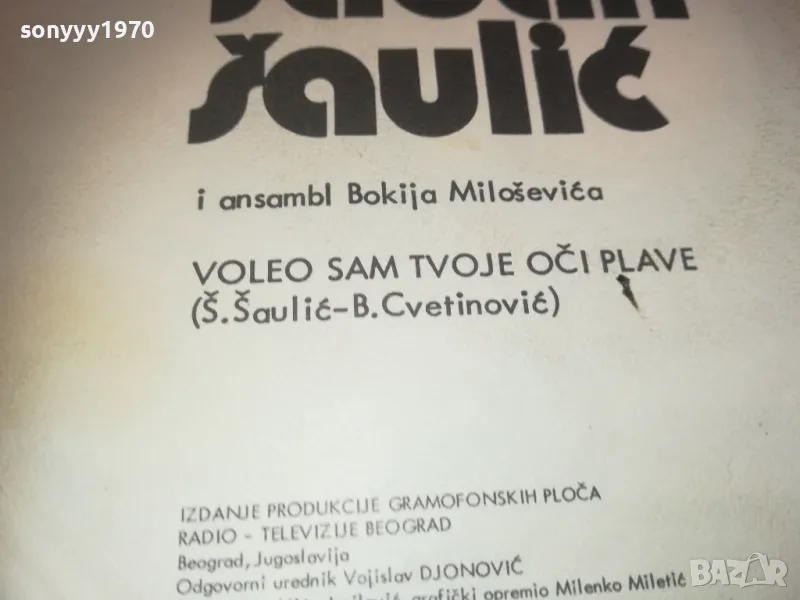 sonyyy1970
šaulić
i ansambl Bokija Miloševića
VOLEO SAM TVOJE OČI PLAVE
(Š.Šaulić-B.Cvetinović)
IZDANJE PRODUKCIJE GRAMOFONSKIH PLOČA
RADIO - TELEVIZIJE BEOGRAD
Beograd, Jugoslavija
Odgovorni urednik Vojislav DJONOVIĆ
grafički opremio Milenko Miletić
BAZAR